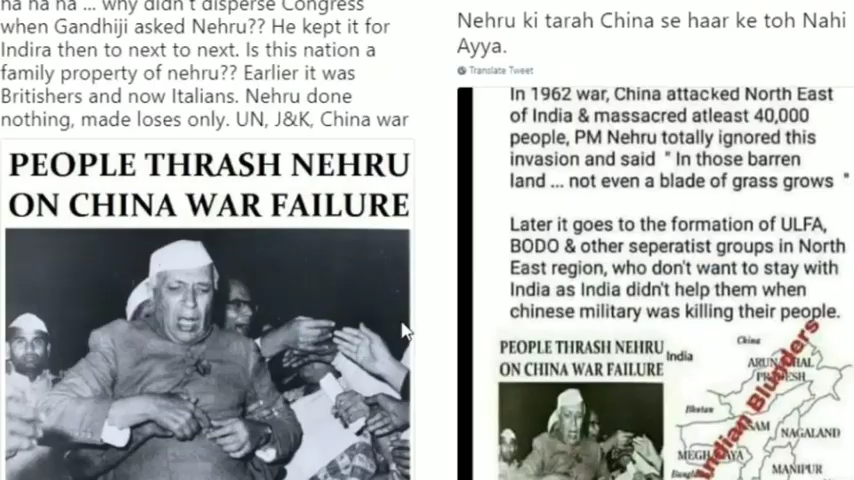 ha ha ha ... why didn't disperse Congress
when Gandhiji asked Nehru?? He kept it for
Indira then to next to next. Is this nation a
family property of nehru?? Earlier it was
Britishers and now Italians. Nehru done
nothing, made loses only. UN, J&K, China war
PEOPLE THRASH NEHRU
ON CHINA WAR FAILURE
Nehru ki tarah China se haar ke toh Nahi
Ayya.
Translate Tweet
In 1962 war, China attacked North East
of India & massacred atleast 40,000
people, PM Nehru totally ignored this
invasion and said " In those barren
land ... not even a blade of grass grows "
Later it goes to the formation of ULFA,
BODO & other seperatist groups in North
East region, who don't want to stay with
India as India didn't help them when
chinese military was killing their people.
PEOPLE THRASH NEHRU
ON CHINA WAR FAILURE
India
China
Bhutan
NAGALAND
MANIPUR
Indian Blunders